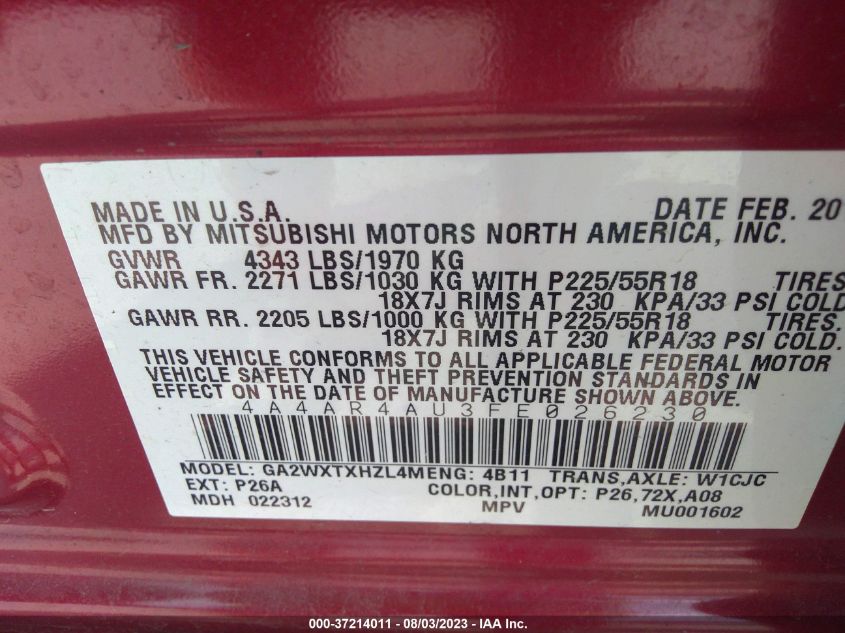 MADE IN U.S.A. DATE FEB. 20
MFD BY MITSUBISHI MOTORS NORTH AMERICA, INC.
GVWR 4343 LBS/1970 KG
GAWR FR. 2271 LBS/1030 KG WITH P225/55R18 TIRES
18X7J RIMS AT 230 KPA/33 PSI COLD
GAWR RR. 2205 LBS/1000 KG WITH P225/55R18 TIRES.
18X7J RIMS AT 230 KPA/33 PSI COLD.
THIS VEHICLE CONFORMS TO ALL APPLICABLE FEDERAL MOTOR
VEHICLE SAFETY AND THEFT PREVENTION STANDARDS IN
EFFECT ON THE DATE OF MANUFACTURE SHOWN ABOVE.
4A4AR4AU3FE026230
MODEL: GA2WXTXHZL4MENG: 4B11 TRANS,AXLE: W1CJC
EXT: P26A COLOR,INT,OPT: P26,72X,A08
MDH 022312 MPV MU001602
000-37214011 - 08/03/2023 - IAA Inc.